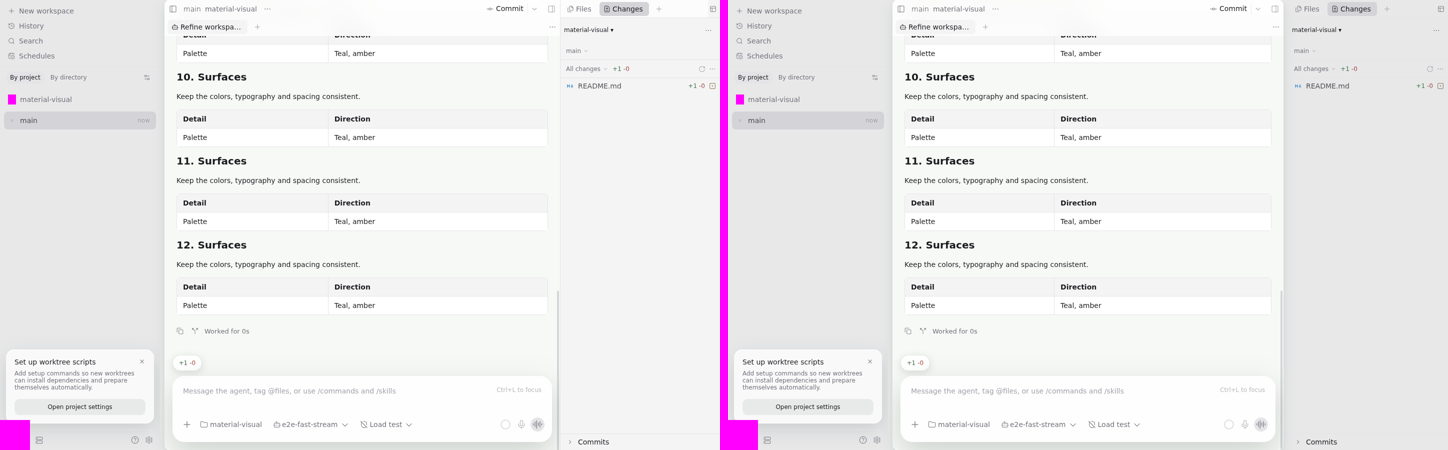 New workspace
History
Search
Schedules
By project By directory
material-visual
main now
Set up worktree scripts
Add setup commands so new worktrees
can install dependencies and prepare
themselves automatically.
Open project settings
main material-visual
Commit
Refine workspa...
Palette Teal, amber
10. Surfaces
Keep the colors, typography and spacing consistent.
Detail Direction
Palette Teal, amber
11. Surfaces
Keep the colors, typography and spacing consistent.
Detail Direction
Palette Teal, amber
12. Surfaces
Keep the colors, typography and spacing consistent.
Detail Direction
Palette Teal, amber
Worked for 0s
+1 -0
Message the agent, tag @files, or use /commands and /skills
Ctrl+L to focus
material-visual e2e-fast-stream Load test
Files Changes
material-visual
main
All changes +1 -0
README.md +1 -0
Commits
New workspace
History
Search
Schedules
By project By directory
material-visual
main now
Set up worktree scripts
Add setup commands so new worktrees
can install dependencies and prepare
themselves automatically.
Open project settings
main material-visual
Commit
Refine workspa...
Palette Teal, amber
10. Surfaces
Keep the colors, typography and spacing consistent.
Detail Direction
Palette Teal, amber
11. Surfaces
Keep the colors, typography and spacing consistent.
Detail Direction
Palette Teal, amber
12. Surfaces
Keep the colors, typography and spacing consistent.
Detail Direction
Palette Teal, amber
Worked for 0s
+1 -0
Message the agent, tag @files, or use /commands and /skills
Ctrl+L to focus
material-visual e2e-fast-stream Load test
Files Changes
material-visual
main
All changes +1 -0
README.md +1 -0
Commits